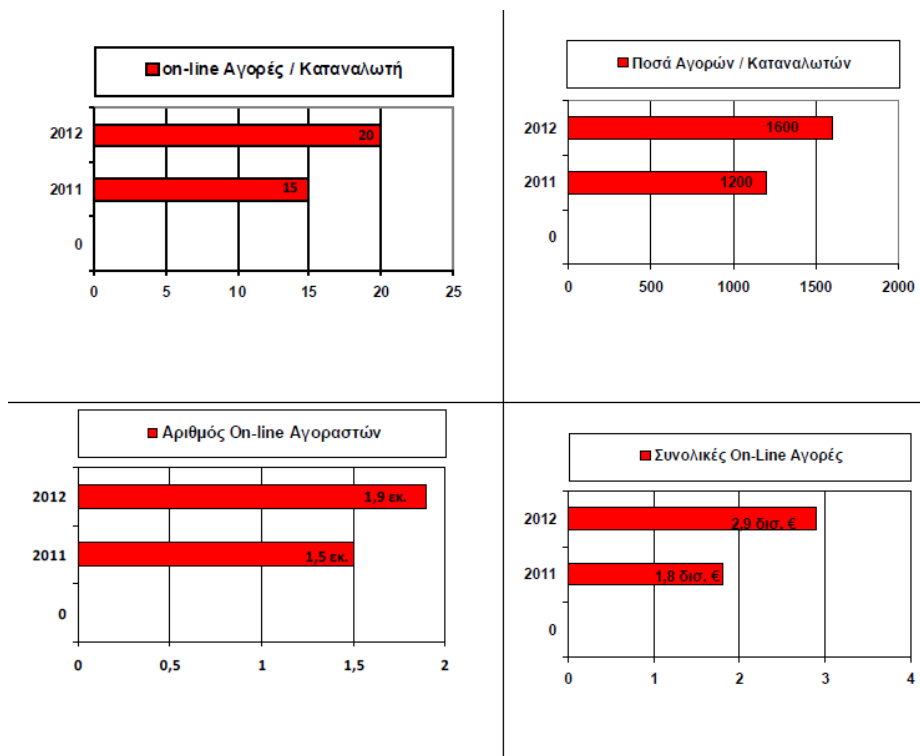 on-line Αγορές / Καταναλωτή
2012
20
2011
15
0
0 5 10 15 20 25
Ποσά Αγορών / Καταναλωτών
2012
1600
2011
1200
0
0 500 1000 1500 2000
Αριθμός On-line Αγοραστών
2012
1,9 εκ.
2011
1,5 εκ.
0
0 0,5 1 1,5 2
Συνολικές On-Line Αγορές
2012
2,9 δισ. €
2011
1,8 δισ. €
0
0 1 2 3 4